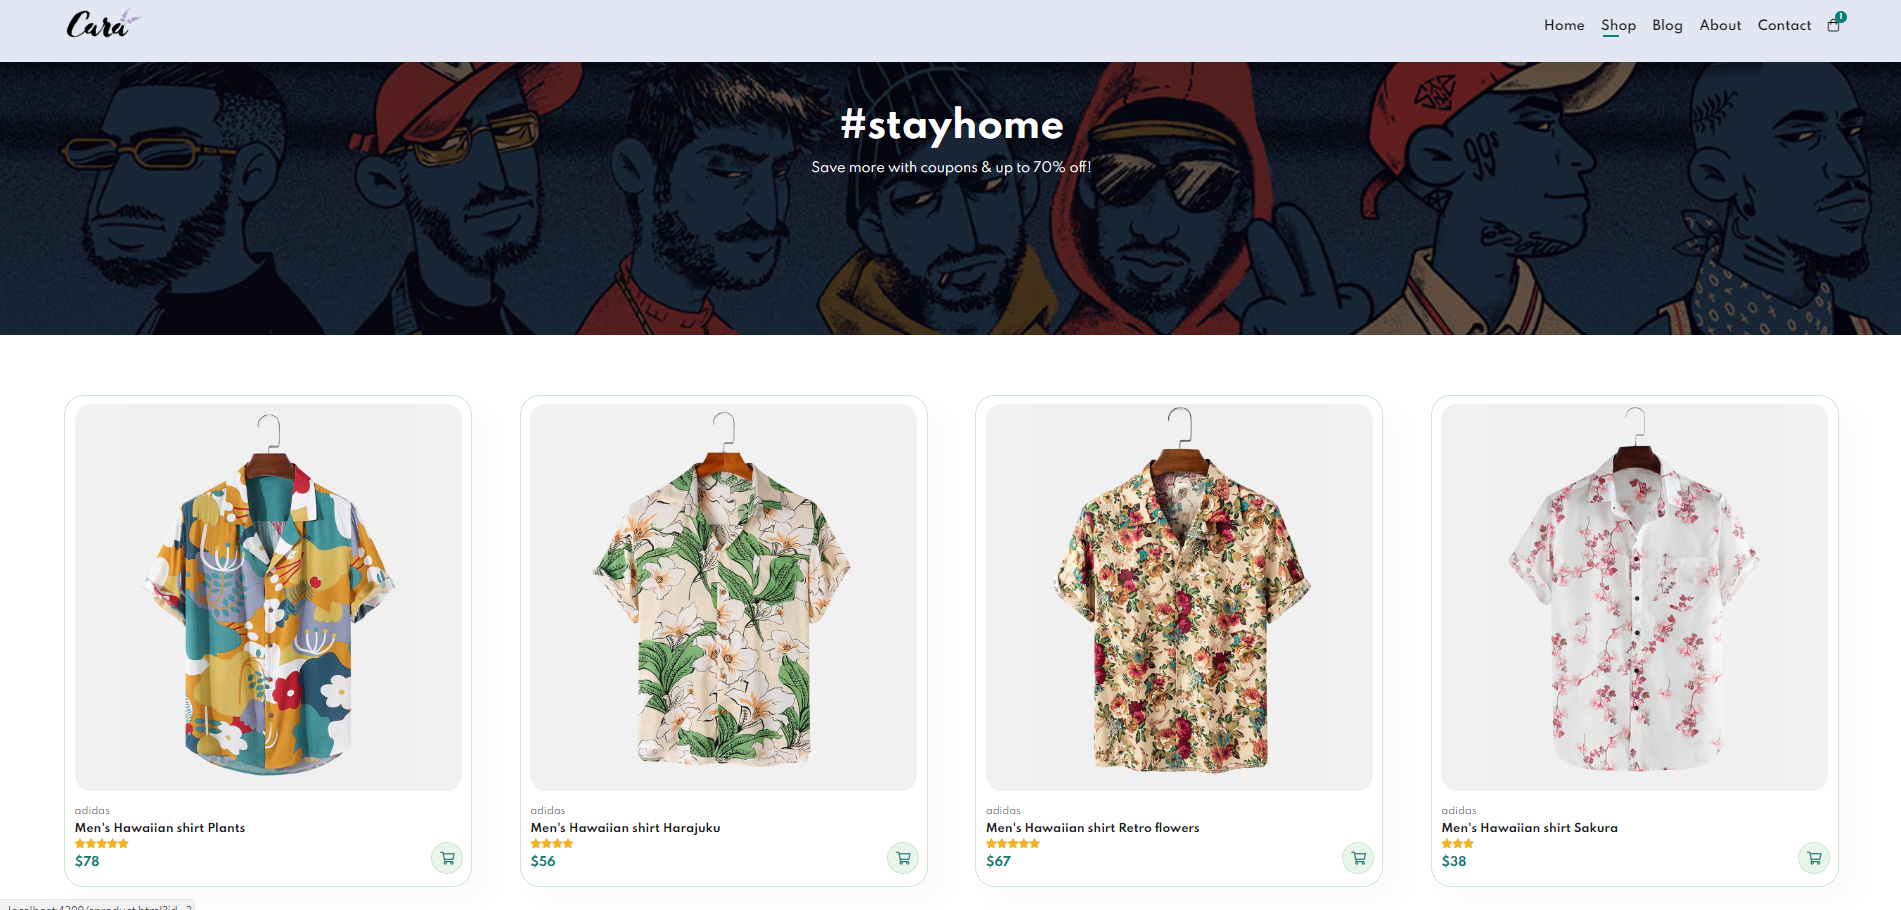 Cara
Home Shop Blog About Contact 1
#stayhome
Save more with coupons & up to 70% off!
99s
adidas
Men's Hawaiian shirt Plants
$78
adidas
Men's Hawaiian shirt Harajuku
$56
adidas
Men's Hawaiian shirt Retro flowers
$67
adidas
Men's Hawaiian shirt Sakura
$38